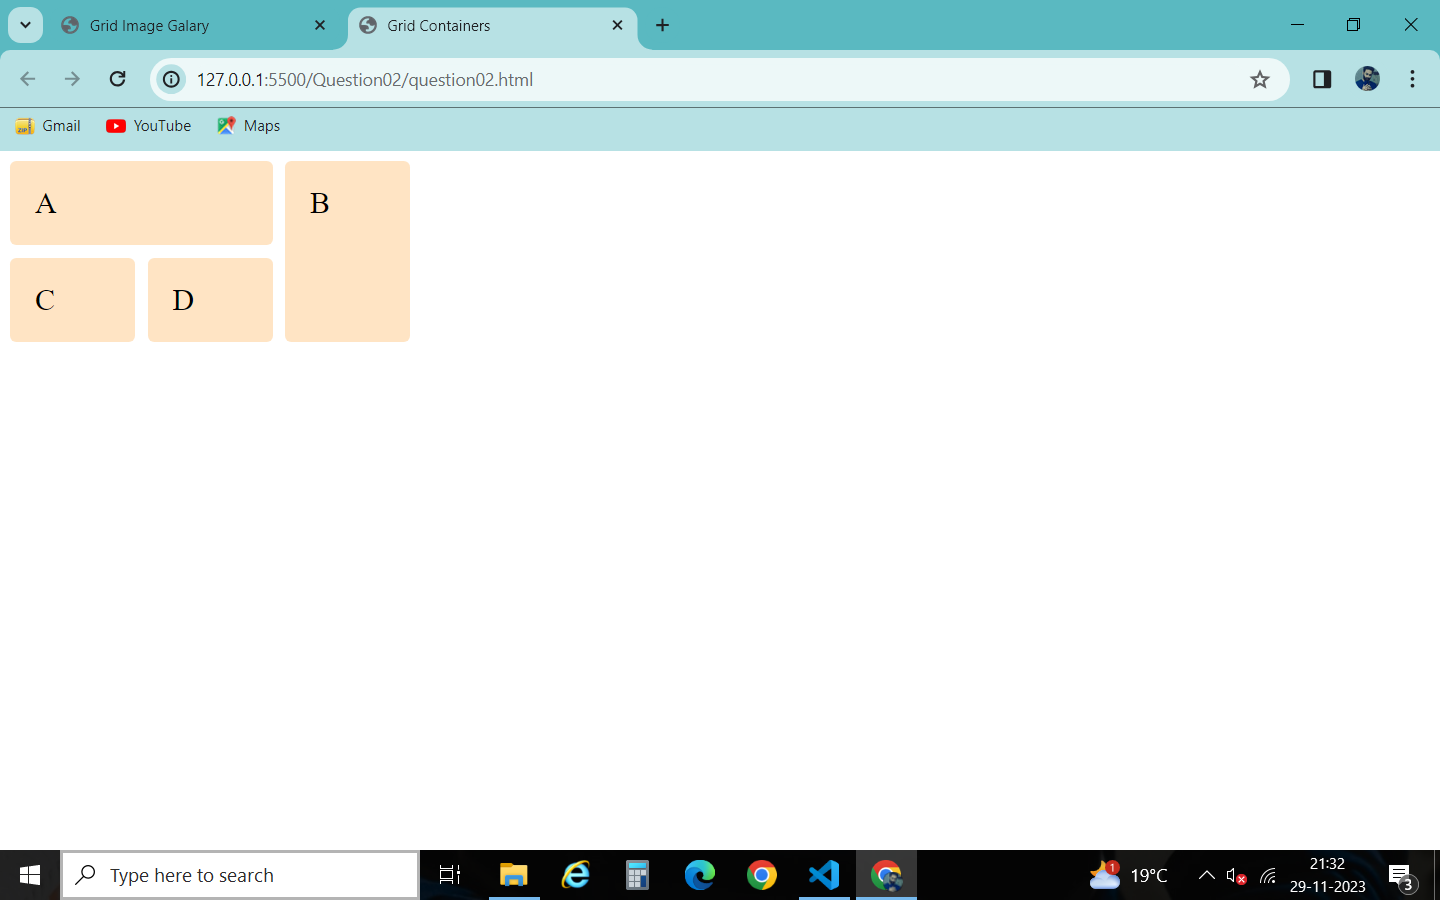 Grid Image Galary
Grid Containers
127.0.0.1:5500/Question02/question02.html
Gmail
YouTube
Maps
A
B
C
D
Type here to search
1
19°C
21:32
29-11-2023
3